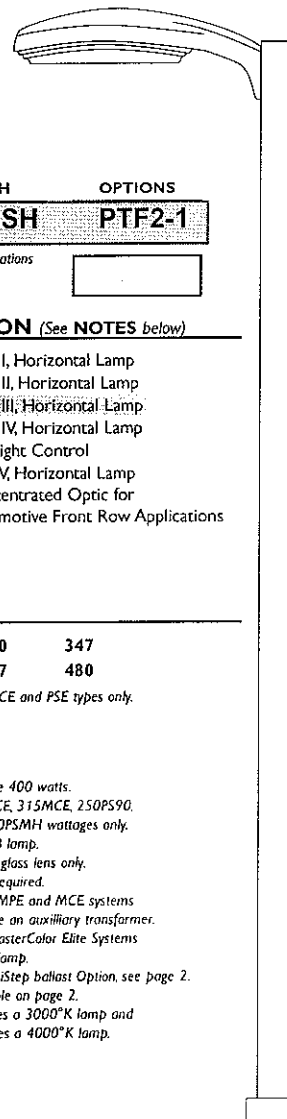 H OPTIONS
SH PTF2-1
ations
ON (See NOTES below)
I, Horizontal Lamp
II, Horizontal Lamp
III, Horizontal Lamp
IV, Horizontal Lamp
ight Control
V, Horizontal Lamp
centrated Optic for
motive Front Row Applications
0 347
7 480
CE and PSE types only.
e 400 watts.
CE, 315MCE, 250PS90,
0PSMH wattages only.
lamp.
glass lens only.
equired.
MPE and MCE systems
e an auxilliary transformer.
asterColor Elite Systems
amp.
iStep ballast Option, see page 2.
ble on page 2.
es a 3000°K lamp and
es a 4000°K lamp.